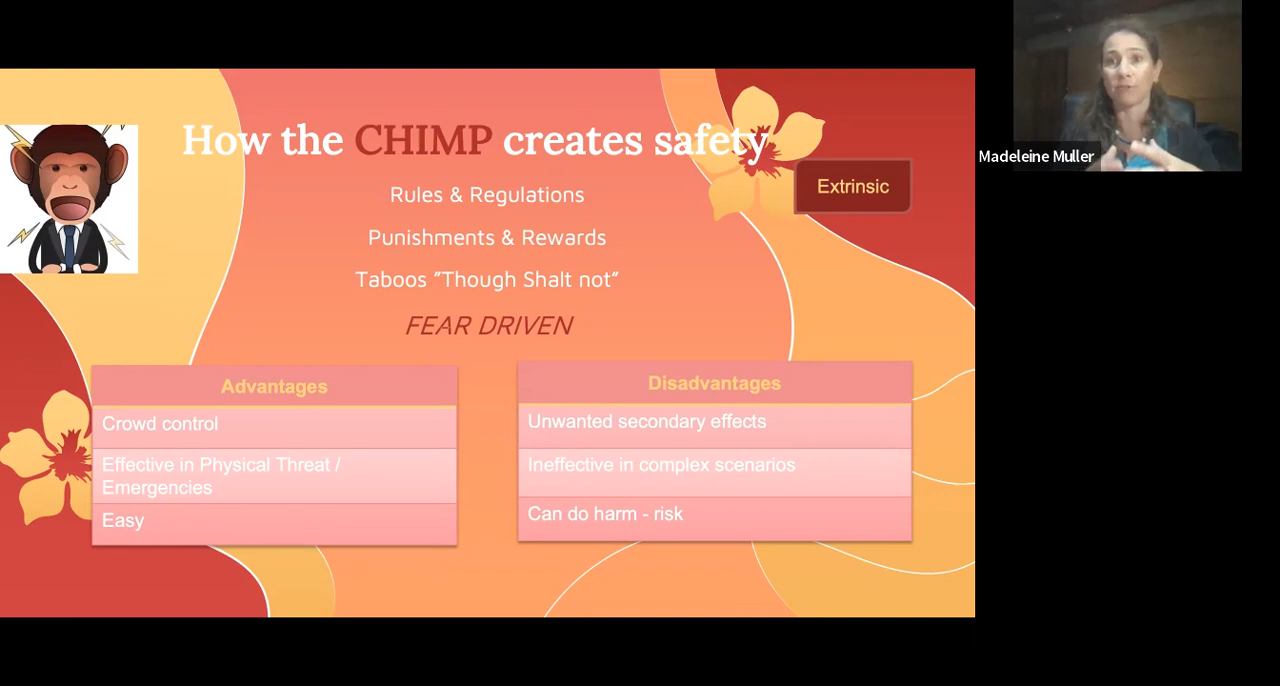 How the CHIMP creates safety
Extrinsic
Rules & Regulations
Punishments & Rewards
Taboos ”Though Shalt not”
FEAR DRIVEN
Advantages
Crowd control
Effective in Physical Threat /
Emergencies
Easy
Disadvantages
Unwanted secondary effects
Ineffective in complex scenarios
Can do harm - risk
Madeleine Muller